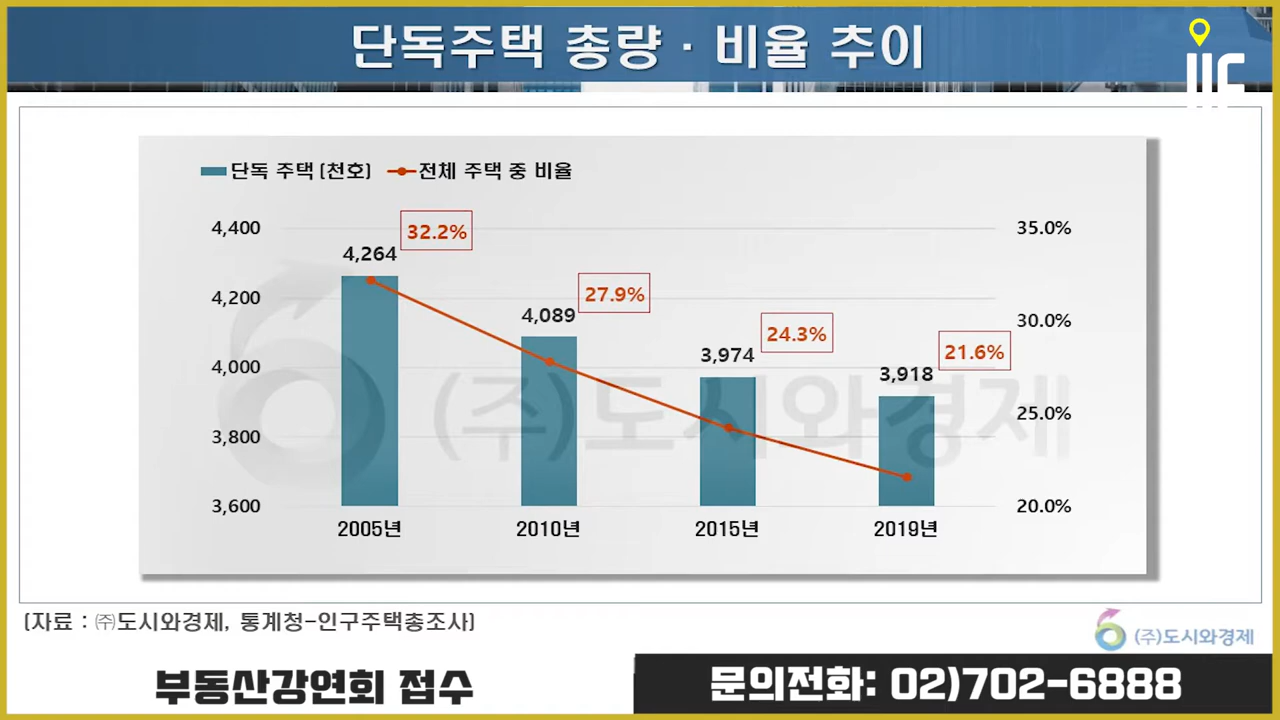 단독주택 총량 · 비율 추이
단독 주택 (천호) 전체 주택 중 비율
4,400 35.0%
4,200 30.0%
4,000 25.0%
3,800 20.0%
3,600
4,264 32.2%
4,089 27.9%
3,974 24.3%
3,918 21.6%
2005년 2010년 2015년 2019년
(주)도시와경제
(자료 : ㈜도시와경제, 통계청-인구주택총조사)
(주)도시와경제
부동산강연회 접수
문의전화: 02)702-6888